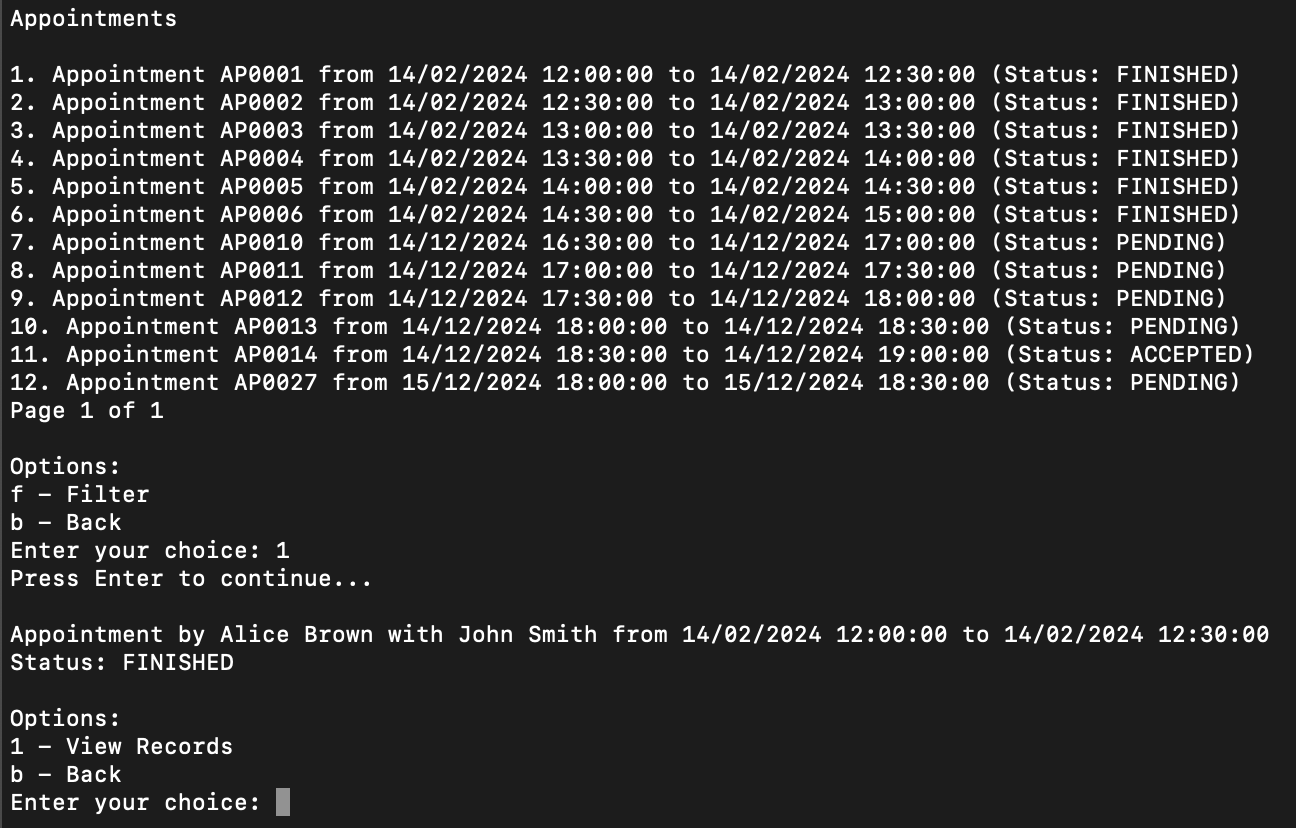 Appointments
1. Appointment AP0001 from 14/02/2024 12:00:00 to 14/02/2024 12:30:00 (Status: FINISHED)
2. Appointment AP0002 from 14/02/2024 12:30:00 to 14/02/2024 13:00:00 (Status: FINISHED)
3. Appointment AP0003 from 14/02/2024 13:00:00 to 14/02/2024 13:30:00 (Status: FINISHED)
4. Appointment AP0004 from 14/02/2024 13:30:00 to 14/02/2024 14:00:00 (Status: FINISHED)
5. Appointment AP0005 from 14/02/2024 14:00:00 to 14/02/2024 14:30:00 (Status: FINISHED)
6. Appointment AP0006 from 14/02/2024 14:30:00 to 14/02/2024 15:00:00 (Status: FINISHED)
7. Appointment AP0010 from 14/12/2024 16:30:00 to 14/12/2024 17:00:00 (Status: PENDING)
8. Appointment AP0011 from 14/12/2024 17:00:00 to 14/12/2024 17:30:00 (Status: PENDING)
9. Appointment AP0012 from 14/12/2024 17:30:00 to 14/12/2024 18:00:00 (Status: PENDING)
10. Appointment AP0013 from 14/12/2024 18:00:00 to 14/12/2024 18:30:00 (Status: PENDING)
11. Appointment AP0014 from 14/12/2024 18:30:00 to 14/12/2024 19:00:00 (Status: ACCEPTED)
12. Appointment AP0027 from 15/12/2024 18:00:00 to 15/12/2024 18:30:00 (Status: PENDING)
Page 1 of 1
Options:
f - Filter
b - Back
Enter your choice: 1
Press Enter to continue...
Appointment by Alice Brown with John Smith from 14/02/2024 12:00:00 to 14/02/2024 12:30:00
Status: FINISHED
Options:
1 - View Records
b - Back
Enter your choice: